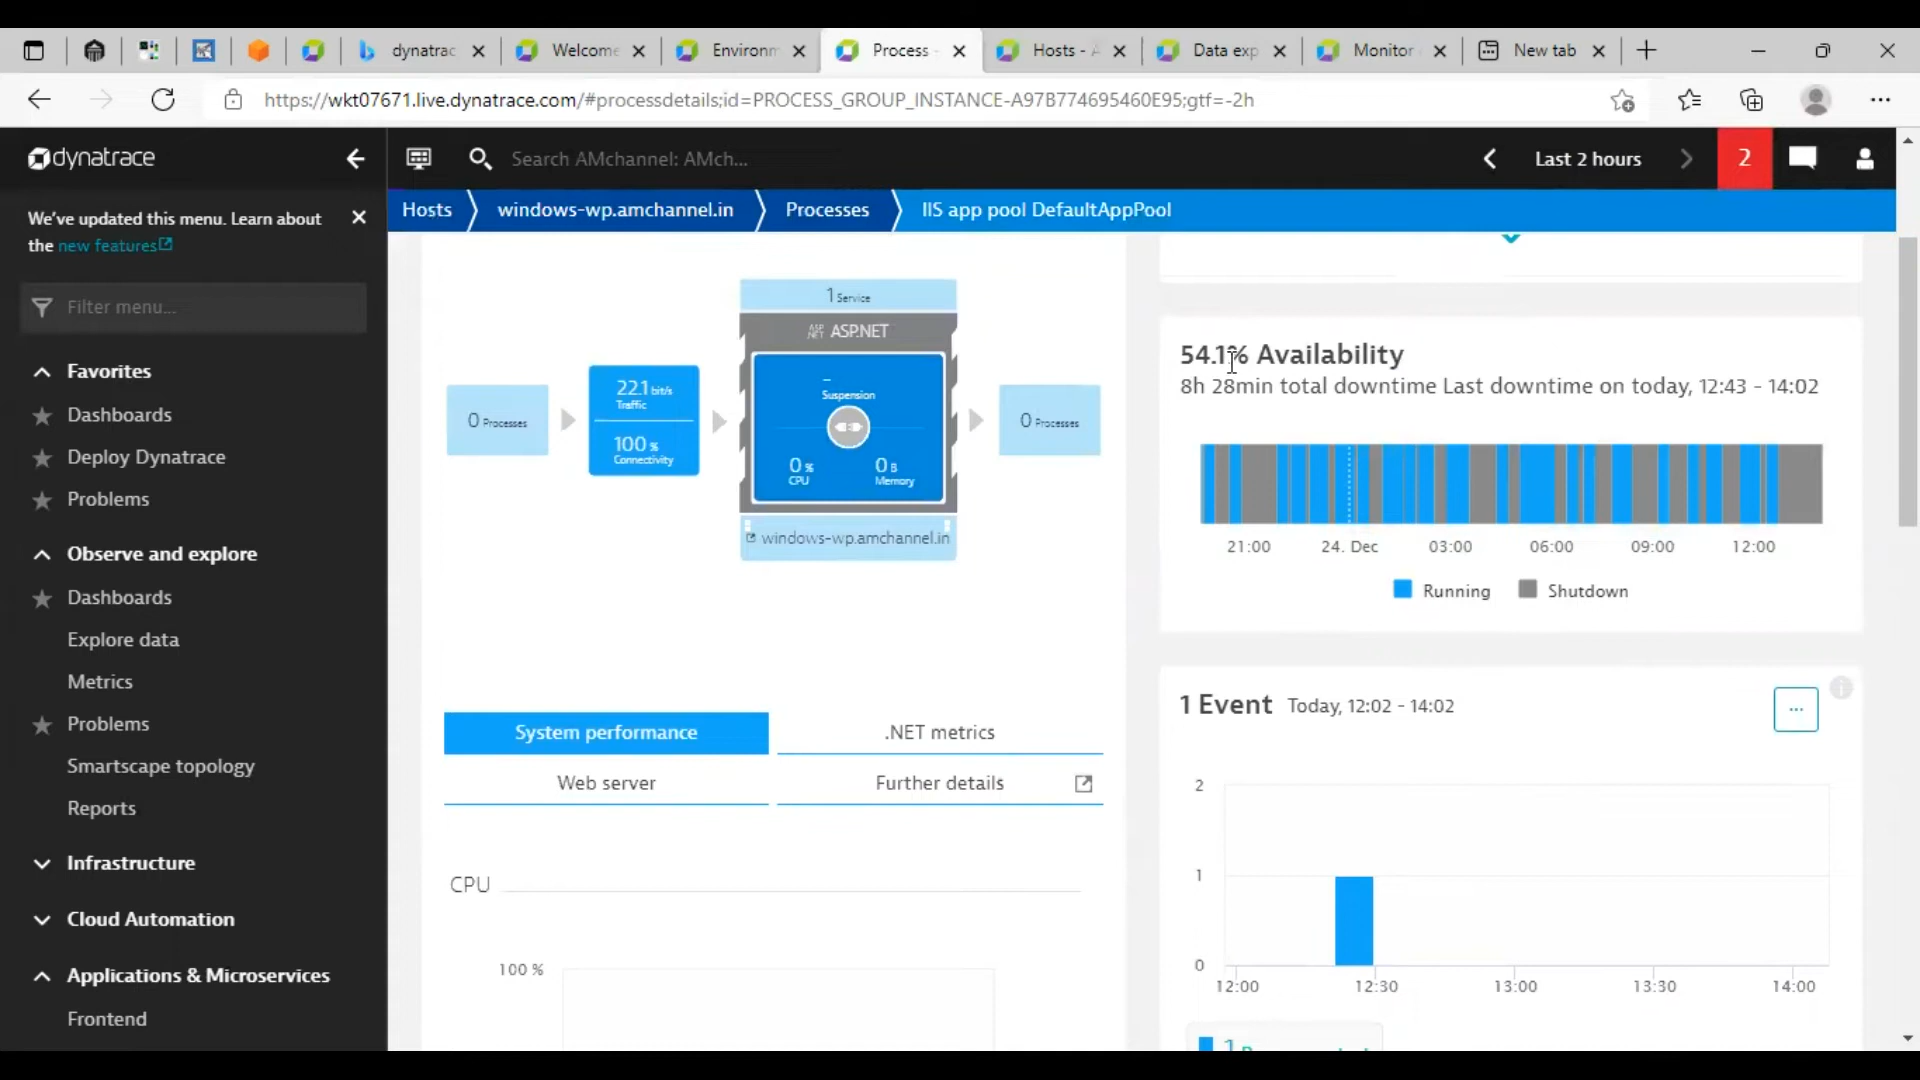 dynatrac
Welcome
Environm
Process -
Hosts - A
Data exp
Monitor
New tab
https://wkt07671.live.dynatrace.com/#processdetails;id=PROCESS_GROUP_INSTANCE-A97B774695460E95;gtf=-2h
dynatrace
Search AMchannel: AMch...
Last 2 hours
2
We've updated this menu. Learn about
the new features
Hosts
windows-wp.amchannel.in
Processes
IIS app pool DefaultAppPool
Filter menu...
Favorites
Dashboards
Deploy Dynatrace
Problems
Observe and explore
Dashboards
Explore data
Metrics
Problems
Smartscape topology
Reports
Infrastructure
Cloud Automation
Applications & Microservices
Frontend
1 Service
ASP.NET
0 Processes
22.1 bit/s
Traffic
100 %
Connectivity
–
Suspension
0 %
CPU
0 B
Memory
0 Processes
windows-wp.amchannel.in
System performance
.NET metrics
Web server
Further details
CPU
100 %
54.1% Availability
8h 28min total downtime Last downtime on today, 12:43 - 14:02
21:00 24. Dec 03:00 06:00 09:00 12:00
Running Shutdown
1 Event Today, 12:02 - 14:02
...
2
1
0
12:00 12:30 13:00 13:30 14:00